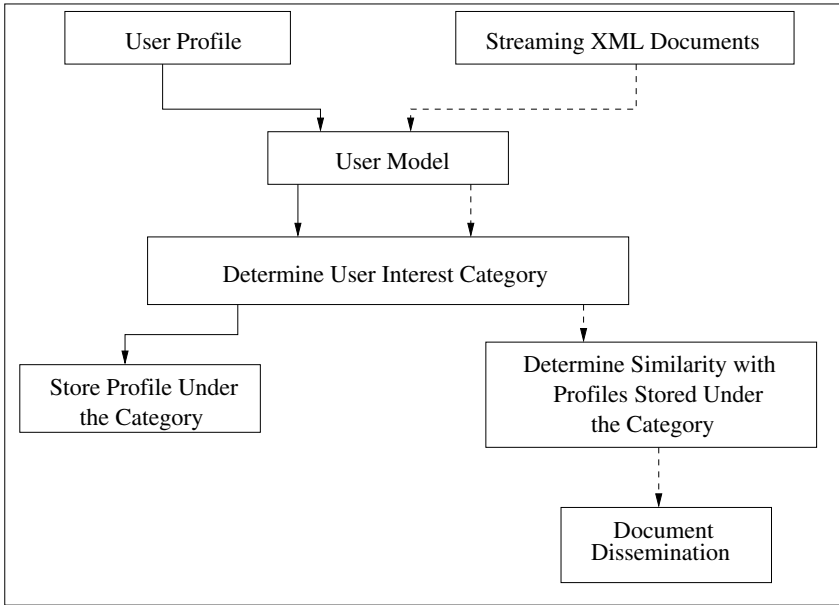 User Profile
Streaming XML Documents
User Model
Determine User Interest Category
Store Profile Under
the Category
Determine Similarity with
Profiles Stored Under
the Category
Document
Dissemination